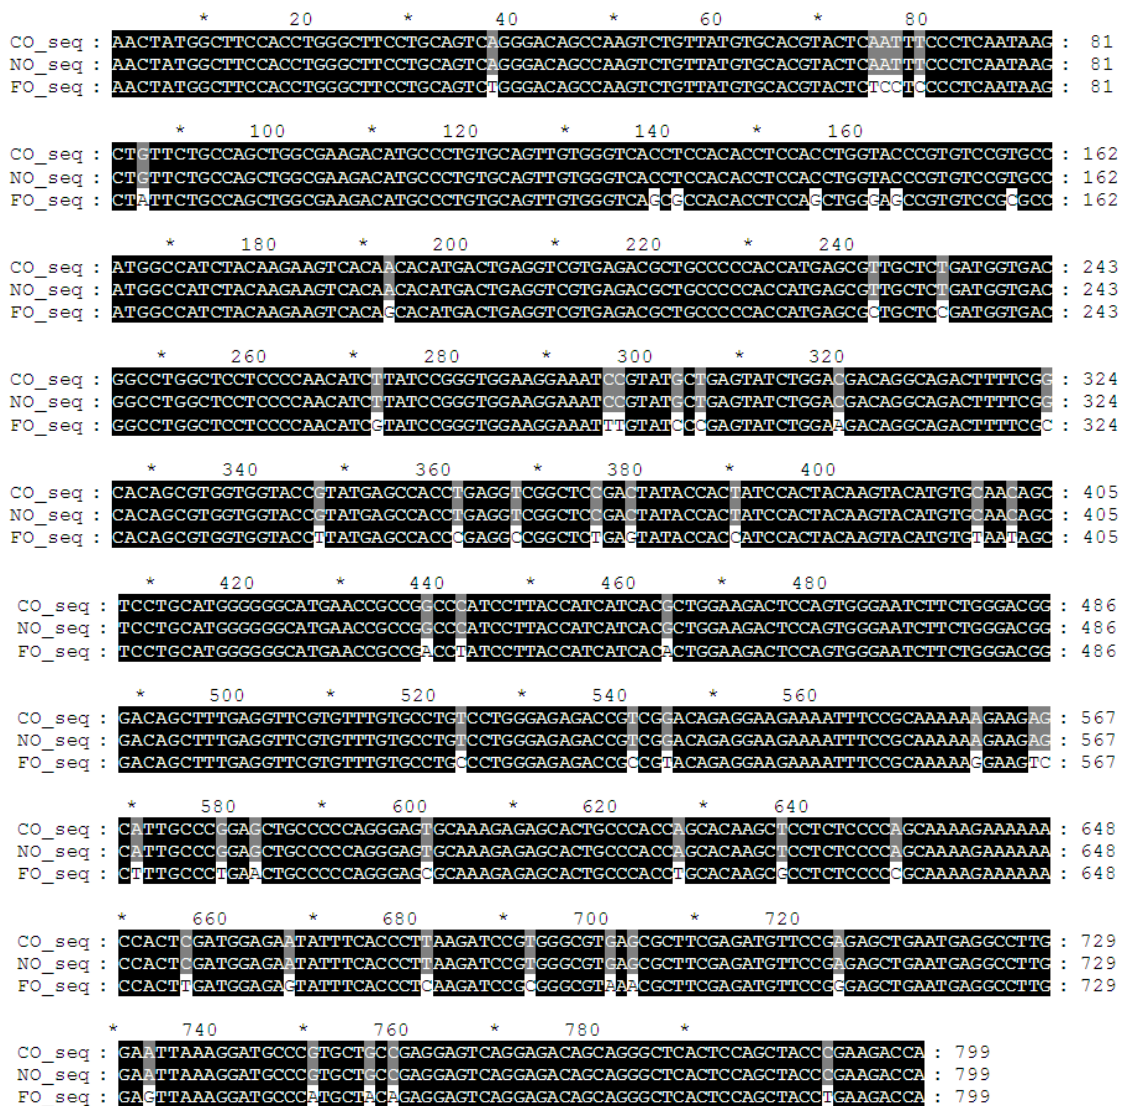 * 20 * 40 * 60 * 80
CO_seq : AACTATGGCTTCCACCTGGGCTTCCTGCAGTCAGGGACAGCCAAGTCTGTTATGTGCACGTACTCAATTTCCCTCAATAAG : 81
NO_seq : AACTATGGCTTCCACCTGGGCTTCCTGCAGTCAGGGACAGCCAAGTCTGTTATGTGCACGTACTCAATTTCCCTCAATAAG : 81
FO_seq : AACTATGGCTTCCACCTGGGCTTCCTGCAGTCTGGGACAGCCAAGTCTGTTATGTGCACGTACTCTCCTCCCCTCAATAAG : 81
* 100 * 120 * 140 * 160
CO_seq : CTGTTCTGCCAGCTGGCGAAGACATGCCCTGTGCAGTTGTGGGTCACCTCCACACCTCCACCTGGTACCCGTGTCCGTGCC : 162
NO_seq : CTGTTCTGCCAGCTGGCGAAGACATGCCCTGTGCAGTTGTGGGTCACCTCCACACCTCCACCTGGTACCCGTGTCCGTGCC : 162
FO_seq : CTATTCTGCCAGCTGGCGAAGACATGCCCTGTGCAGTTGTGGGTCAGCGCCACACCTCCAGCTGGGAGCCGTGTCCGCGCC : 162
* 180 * 200 * 220 * 240
CO_seq : ATGGCCATCTACAAGAAGTCACAACACATGACTGAGGTCGTGAGACGCTGCCCCCACCATGAGCGTTGCTCTGATGGTGAC : 243
NO_seq : ATGGCCATCTACAAGAAGTCACAACACATGACTGAGGTCGTGAGACGCTGCCCCCACCATGAGCGTTGCTCTGATGGTGAC : 243
FO_seq : ATGGCCATCTACAAGAAGTCACAGCACATGACTGAGGTCGTGAGACGCTGCCCCCACCATGAGCGCTGCTCCGATGGTGAC : 243
* 260 * 280 * 300 * 320
CO_seq : GGCCTGGCTCCTCCCCAACATCTTATCCGGGTGGAAGGAAATCCGTATGCTGAGTATCTGGACGACAGGCAGACTTTTCGG : 324
NO_seq : GGCCTGGCTCCTCCCCAACATCTTATCCGGGTGGAAGGAAATCCGTATGCTGAGTATCTGGACGACAGGCAGACTTTTCGG : 324
FO_seq : GGCCTGGCTCCTCCCCAACATCGTATCCGGGTGGAAGGAAATTTGTATCCCGAGTATCTGGAAGACAGGCAGACTTTTCGC : 324
* 340 * 360 * 380 * 400
CO_seq : CACAGCGTGGTGGTACCGTATGAGCCACCTGAGGTCGGCTCCGACTATACCACTATCCACTACAAGTACATGTGCAACAGC : 405
NO_seq : CACAGCGTGGTGGTACCGTATGAGCCACCTGAGGTCGGCTCCGACTATACCACTATCCACTACAAGTACATGTGCAACAGC : 405
FO_seq : CACAGCGTGGTGGTACCTTATGAGCCACCCGAGGCCGGCTCTGAGTATACCACCATCCACTACAAGTACATGTGTAATAGC : 405
* 420 * 440 * 460 * 480
CO_seq : TCCTGCATGGGGGGCATGAACCGCCGGCCCATCCTTACCATCATCACGCTGGAAGACTCCAGTGGGAATCTTCTGGGACGG : 486
NO_seq : TCCTGCATGGGGGGCATGAACCGCCGGCCCATCCTTACCATCATCACGCTGGAAGACTCCAGTGGGAATCTTCTGGGACGG : 486
FO_seq : TCCTGCATGGGGGGCATGAACCGCCGACCTATCCTTACCATCATCACACTGGAAGACTCCAGTGGGAATCTTCTGGGACGG : 486
* 500 * 520 * 540 * 560
CO_seq : GACAGCTTTGAGGTTCGTGTTTGTGCCTGTCCTGGGAGAGACCGTCGGACAGAGGAAGAAAATTTCCGCAAAAAAGAAGAG : 567
NO_seq : GACAGCTTTGAGGTTCGTGTTTGTGCCTGTCCTGGGAGAGACCGTCGGACAGAGGAAGAAAATTTCCGCAAAAAAGAAGAG : 567
FO_seq : GACAGCTTTGAGGTTCGTGTTTGTGCCTGCCCTGGGAGAGACCGCCGTACAGAGGAAGAAAATTTCCGCAAAAAGGAAGTC : 567
* 580 * 600 * 620 * 640
CO_seq : CATTGCCCGGAGCTGCCCCCAGGGAGTGCAAAGAGAGCACTGCCCACCAGCACAAGCTCCTCTCCCCAGCAAAAGAAAAAA : 648
NO_seq : CATTGCCCGGAGCTGCCCCCAGGGAGTGCAAAGAGAGCACTGCCCACCAGCACAAGCTCCTCTCCCCAGCAAAAGAAAAAA : 648
FO_seq : CTTTGCCCTGAACTGCCCCCAGGGAGCGCAAAGAGAGCACTGCCCACCTGCACAAGCGCCTCTCCCCCGCAAAAGAAAAAA : 648
* 660 * 680 * 700 * 720
CO_seq : CCACTCGATGGAGAATATTTCACCCTTAAGATCCGTGGGCGTGAGCGCTTCGAGATGTTCCGAGAGCTGAATGAGGCCTTG : 729
NO_seq : CCACTCGATGGAGAATATTTCACCCTTAAGATCCGTGGGCGTGAGCGCTTCGAGATGTTCCGAGAGCTGAATGAGGCCTTG : 729
FO_seq : CCACTTGATGGAGAGTATTTCACCCTCAAGATCCGCGGGCGTAAACGCTTCGAGATGTTCCGGGAGCTGAATGAGGCCTTG : 729
* 740 * 760 * 780 *
CO_seq : GAATTAAAGGATGCCCGTGCTGCCGAGGAGTCAGGAGACAGCAGGGCTCACTCCAGCTACCCGAAGACCA : 799
NO_seq : GAATTAAAGGATGCCCGTGCTGCCGAGGAGTCAGGAGACAGCAGGGCTCACTCCAGCTACCCGAAGACCA : 799
FO_seq : GAGTTAAAGGATGCCCATGCTACAGAGGAGTCAGGAGACAGCAGGGCTCACTCCAGCTACCTGAAGACCA : 799